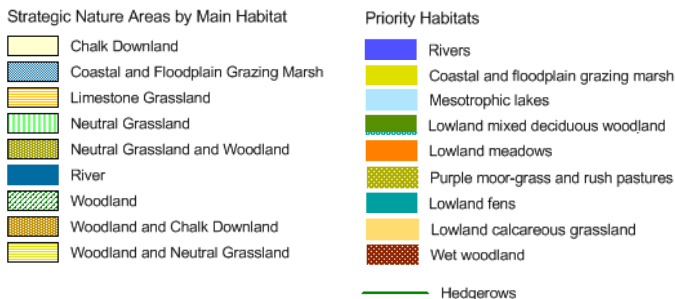 Strategic Nature Areas by Main Habitat
Chalk Downland
Coastal and Floodplain Grazing Marsh
Limestone Grassland
Neutral Grassland
Neutral Grassland and Woodland
River
Woodland
Woodland and Chalk Downland
Woodland and Neutral Grassland
Priority Habitats
Rivers
Coastal and floodplain grazing marsh
Mesotrophic lakes
Lowland mixed deciduous woodland
Lowland meadows
Purple moor-grass and rush pastures
Lowland fens
Lowland calcareous grassland
Wet woodland
Hedgerows